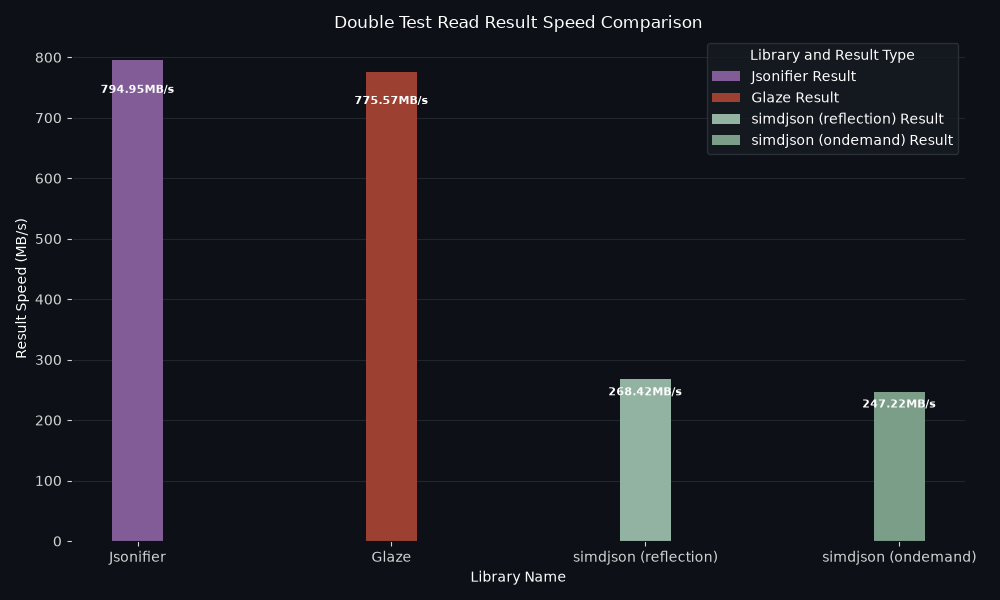 Double Test Read Result Speed Comparison
Library and Result Type
Jsonifier Result
Glaze Result
simdjson (reflection) Result
simdjson (ondemand) Result
Result Speed (MB/s)
800
700
600
500
400
300
200
100
0
794.95MB/s
775.57MB/s
268.42MB/s
247.22MB/s
Jsonifier
Glaze
simdjson (reflection)
simdjson (ondemand)
Library Name